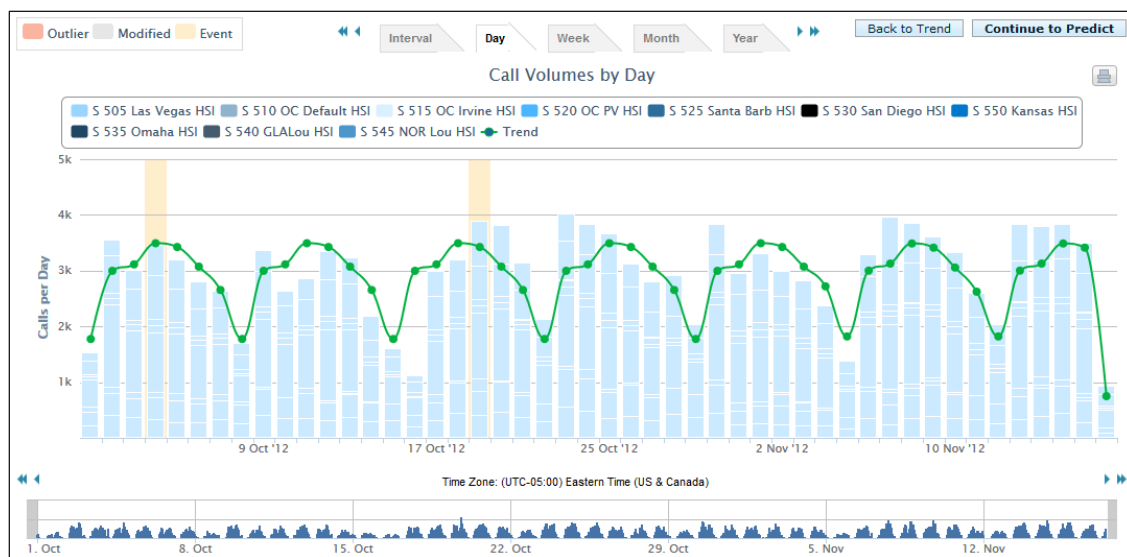 Outlier Modified Event
Interval Day Week Month Year
Back to Trend Continue to Predict
Call Volumes by Day
S 505 Las Vegas HSI S 510 OC Default HSI S 515 OC Irvine HSI S 520 OC PV HSI S 525 Santa Barb HSI S 530 San Diego HSI S 550 Kansas HSI
S 535 Omaha HSI S 540 GLALou HSI S 545 NOR Lou HSI Trend
Calls per Day
5k
4k
3k
2k
1k
9 Oct '12 17 Oct '12 25 Oct '12 2 Nov '12 10 Nov '12
Time Zone: (UTC-05:00) Eastern Time (US & Canada)
1. Oct 8. Oct 15. Oct 22. Oct 29. Oct 5. Nov 12. Nov